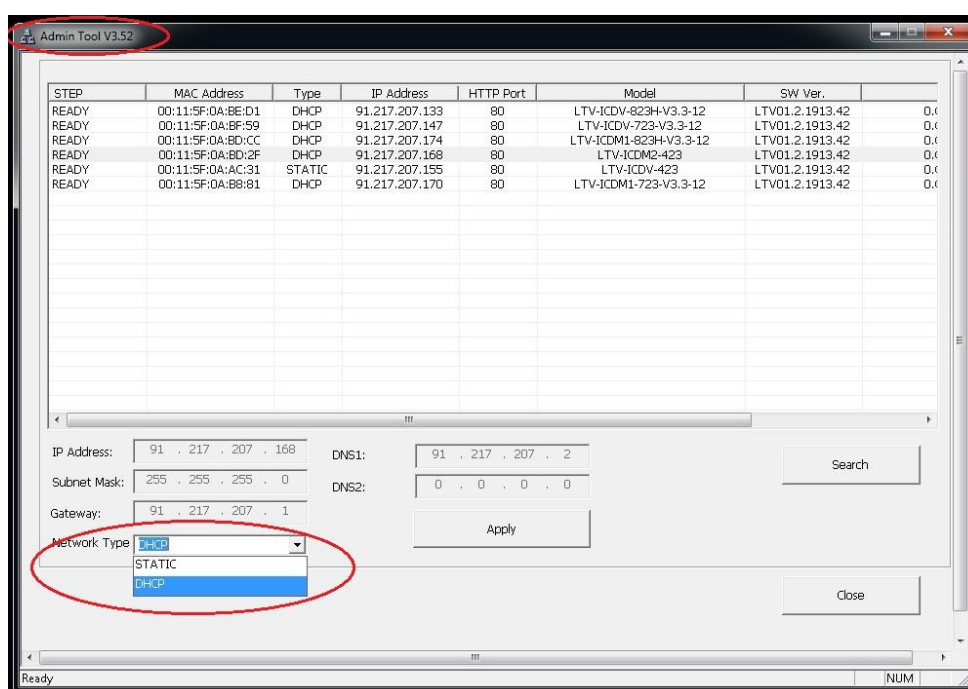 Admin Tool V3.52
STEP MAC Address Type IP Address HTTP Port Model SW Ver.
READY 00:11:5F:0A:BE:D1 DHCP 91.217.207.133 80 LTV-ICDV-823H-V3.3-12 LTV01.2.1913.42
READY 00:11:5F:0A:BF:59 DHCP 91.217.207.147 80 LTV-ICDV-723-V3.3-12 LTV01.2.1913.42
READY 00:11:5F:0A:BD:CC DHCP 91.217.207.174 80 LTV-ICDM1-823H-V3.3-12 LTV01.2.1913.42
READY 00:11:5F:0A:BD:2F DHCP 91.217.207.168 80 LTV-ICDM2-423 LTV01.2.1913.42
READY 00:11:5F:0A:AC:31 STATIC 91.217.207.155 80 LTV-ICDV-423 LTV01.2.1913.42
READY 00:11:5F:0A:B8:81 DHCP 91.217.207.170 80 LTV-ICDM1-723-V3.3-12 LTV01.2.1913.42
IP Address: 91 . 217 . 207 . 168 DNS1: 91 . 217 . 207 . 2
Search
Subnet Mask: 255 . 255 . 255 . 0 DNS2: 0 . 0 . 0 . 0
Gateway: 91 . 217 . 207 . 1
Apply
Network Type DHCP
STATIC
DHCP
Close
Ready NUM